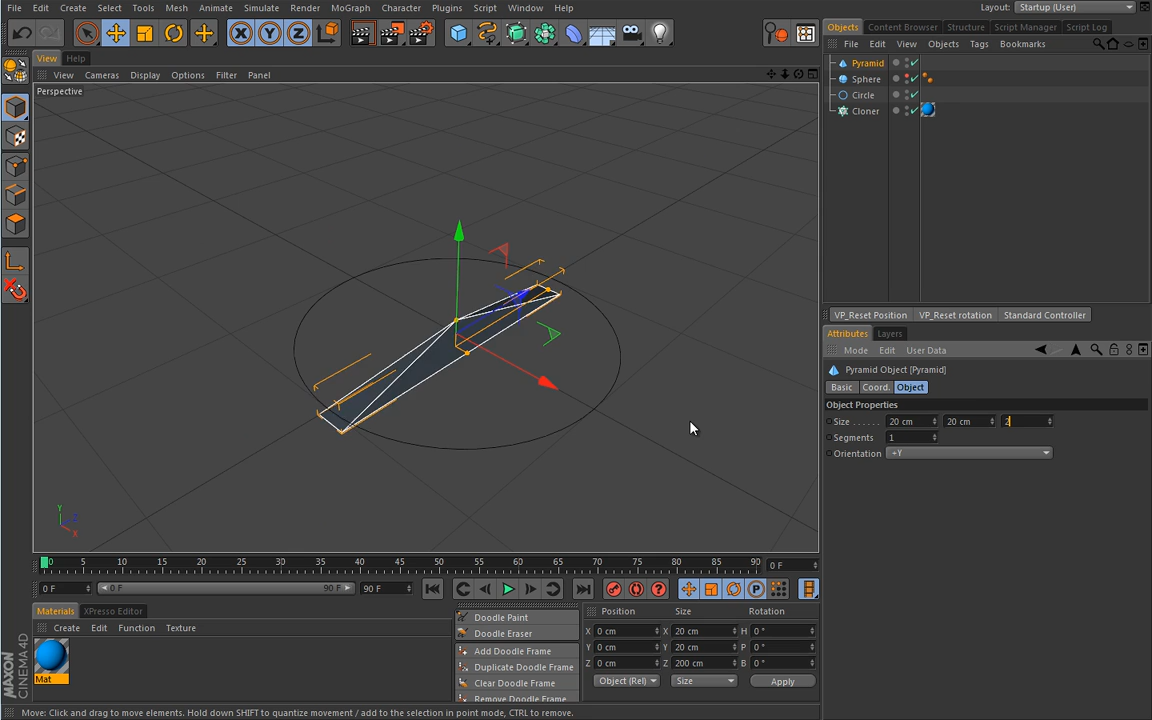 File Edit Create Select Tools Mesh Animate Simulate Render MoGraph Character Plugins Script Window Help Layout: Startup (User)
X Y Z
View Help
View Cameras Display Options Filter Panel
Perspective
Y
Z
X
Objects Content Browser Structure Script Manager Script Log
File Edit View Objects Tags Bookmarks
Pyramid
Sphere
Circle
Cloner
VP_Reset Position VP_Reset rotation Standard Controller
Attributes Layers
Mode Edit User Data
Pyramid Object [Pyramid]
Basic Coord. Object
Object Properties
Size . . . . . . 20 cm 20 cm 2
Segments 1
Orientation +Y
0 5 10 15 20 25 30 35 40 45 50 55 60 65 70 75 80 85 90 0 F
0 F 0 F 90 F 90 F
P
Materials XPresso Editor
Create Edit Function Texture
Mat
Doodle Paint
Doodle Eraser
Add Doodle Frame
Duplicate Doodle Frame
Clear Doodle Frame
Remove Doodle Frame
Position Size Rotation
X 0 cm X 20 cm H 0 °
Y 0 cm Y 20 cm P 0 °
Z 0 cm Z 200 cm B 0 °
Object (Rel) Size Apply
MAXON
CINEMA 4D
Move: Click and drag to move elements. Hold down SHIFT to quantize movement / add to the selection in point mode, CTRL to remove.